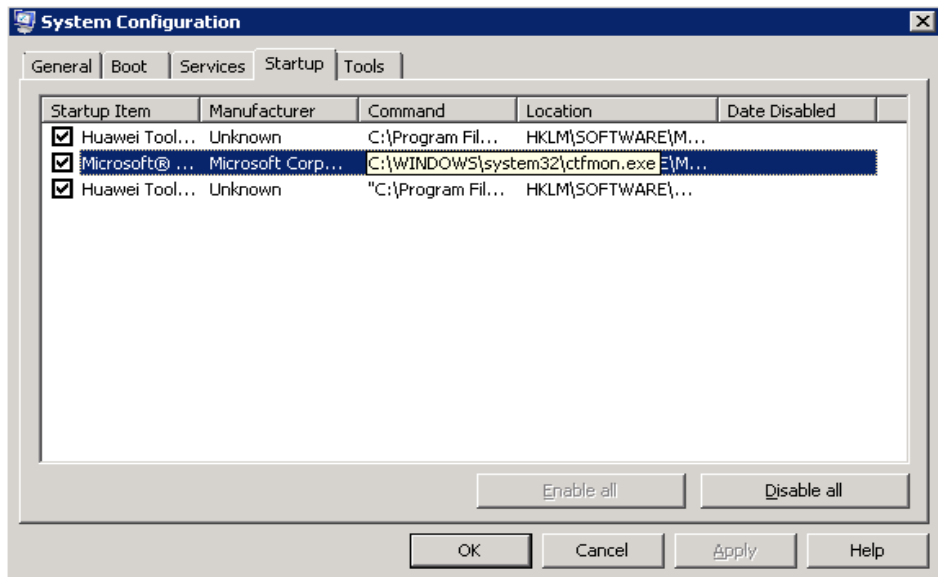 System Configuration
General Boot Services Startup Tools
Startup Item Manufacturer Command Location Date Disabled
Huawei Tool... Unknown C:\Program Fil... HKLM\SOFTWARE\M...
Microsoft® ... Microsoft Corp... C:\WINDOWS\system32\ctfmon.exe E\M...
Huawei Tool... Unknown "C:\Program Fil... HKLM\SOFTWARE\...
Enable all Disable all
OK Cancel Apply Help